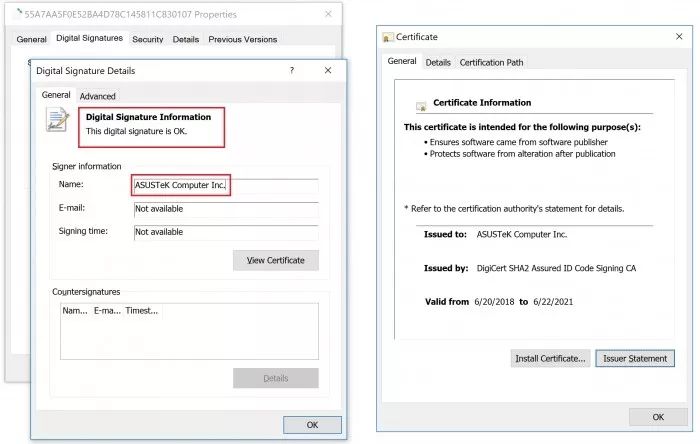 55A7AA5F0E52BA4D78C145811C830107 Properties
General Digital Signatures Security Details Previous Versions
S
Digital Signature Details ? ×
General Advanced
Digital Signature Information
This digital signature is OK.
Signer information
Name: ASUSTeK Computer Inc.
E-mail: Not available
Signing time: Not available
View Certificate
Countersignatures
Nam... E-ma... Timest...
Details
OK
Certificate
General Details Certification Path
Certificate Information
This certificate is intended for the following purpose(s):
• Ensures software came from software publisher
• Protects software from alteration after publication
* Refer to the certification authority's statement for details.
Issued to: ASUSTeK Computer Inc.
Issued by: DigiCert SHA2 Assured ID Code Signing CA
Valid from 6/20/2018 to 6/22/2021
Install Certificate... Issuer Statement
OK